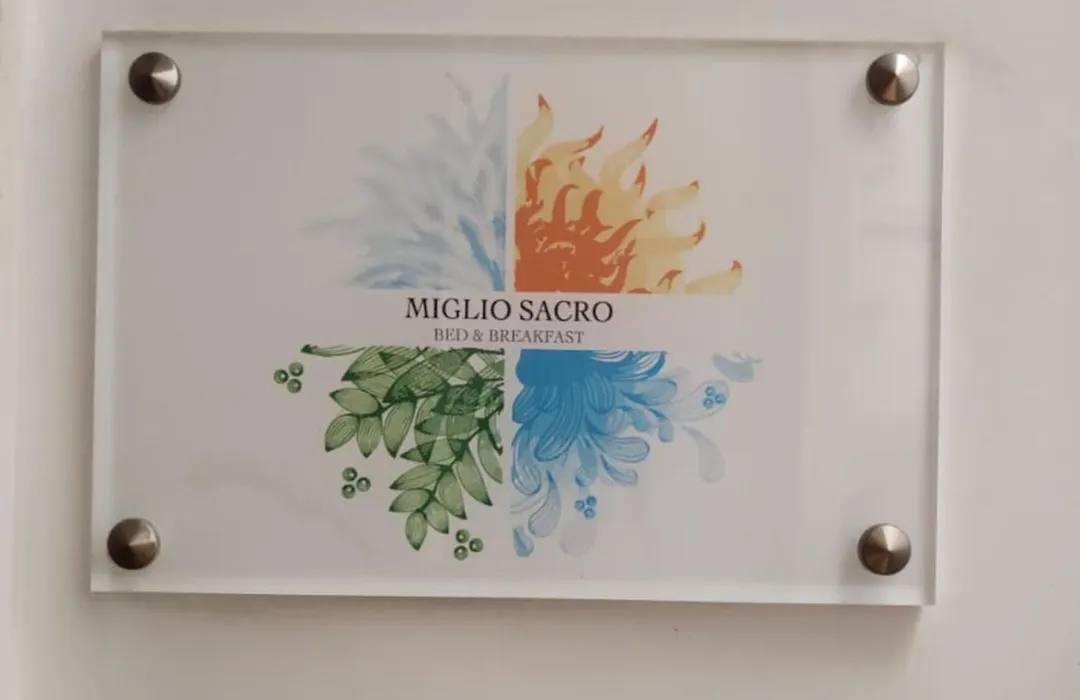 MIGLIO SACRO
BED & BREAKFAST